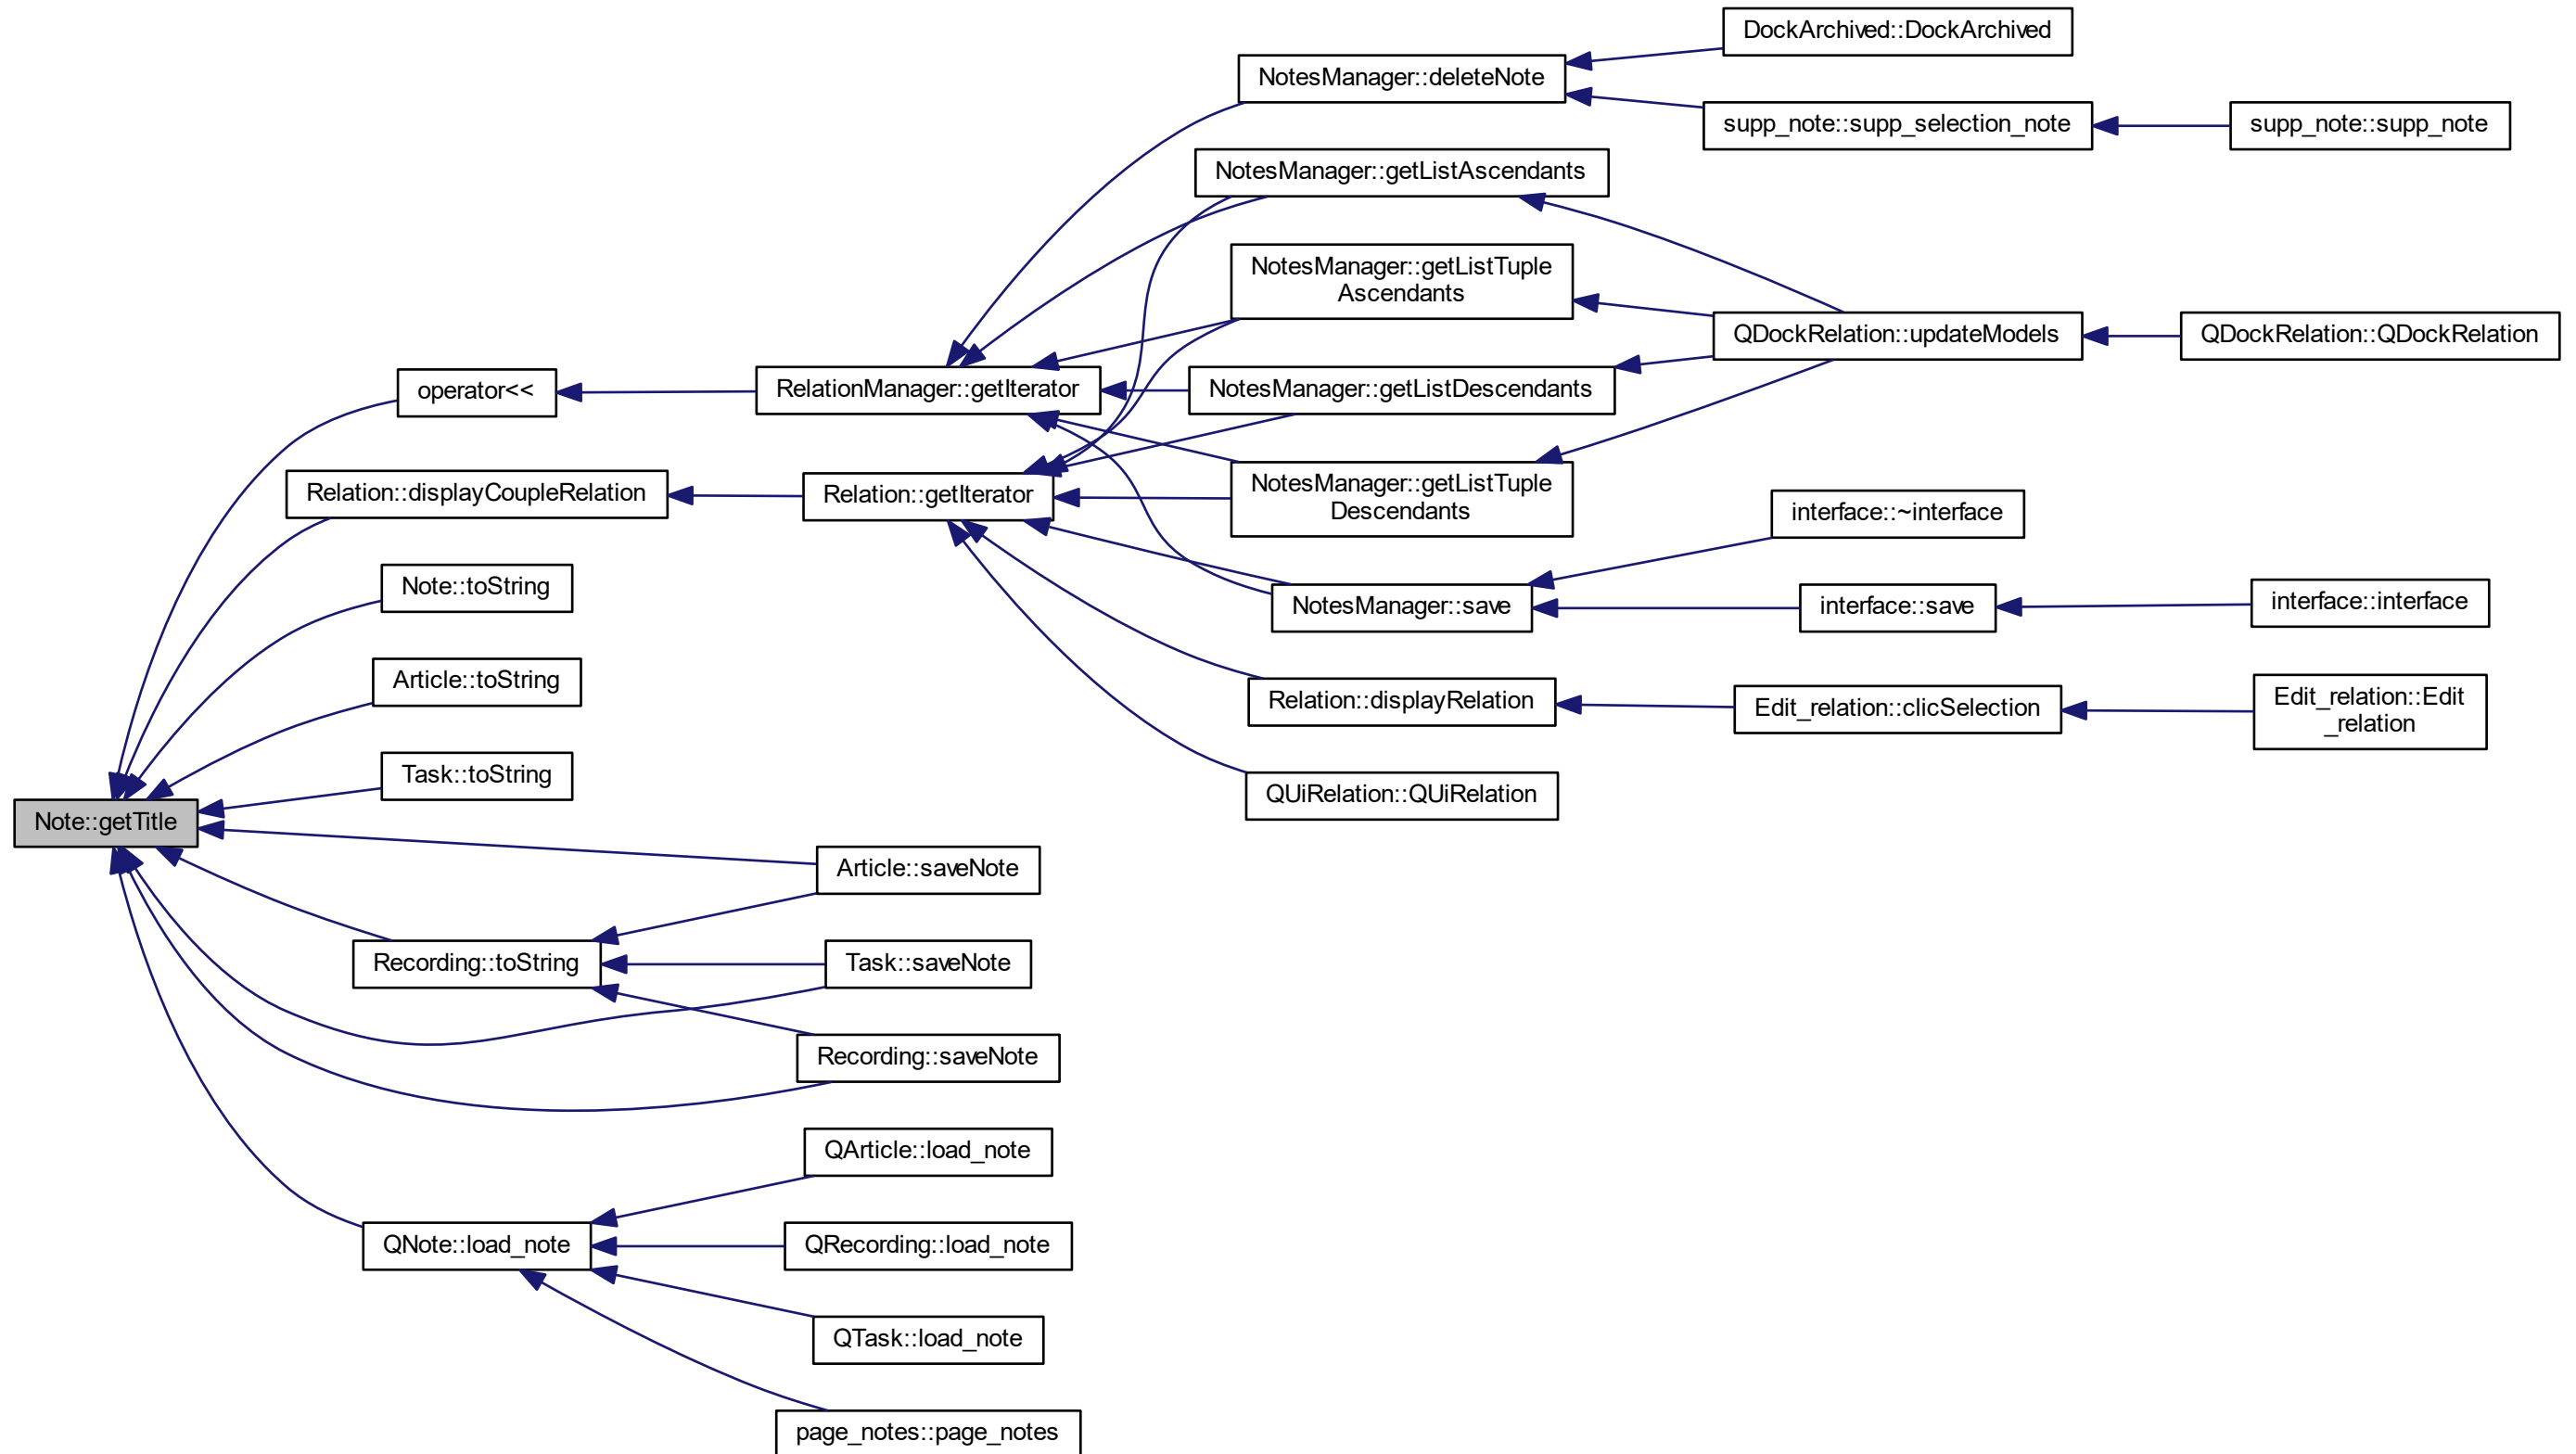 DockArchived::DockArchived
NotesManager::deleteNote
supp_note::supp_selection_note
supp_note::supp_note
NotesManager::getListAscendants
NotesManager::getListTuple
Ascendants
QDockRelation::updateModels
QDockRelation::QDockRelation
operator<<
RelationManager::getIterator
NotesManager::getListDescendants
Relation::displayCoupleRelation
Relation::getIterator
NotesManager::getListTuple
Descendants
interface::~interface
Note::toString
NotesManager::save
interface::save
interface::interface
Article::toString
Relation::displayRelation
Edit_relation::clicSelection
Edit_relation::Edit
_relation
Task::toString
QUiRelation::QUiRelation
Note::getTitle
Article::saveNote
Recording::toString
Task::saveNote
Recording::saveNote
QArticle::load_note
QNote::load_note
QRecording::load_note
QTask::load_note
page_notes::page_notes